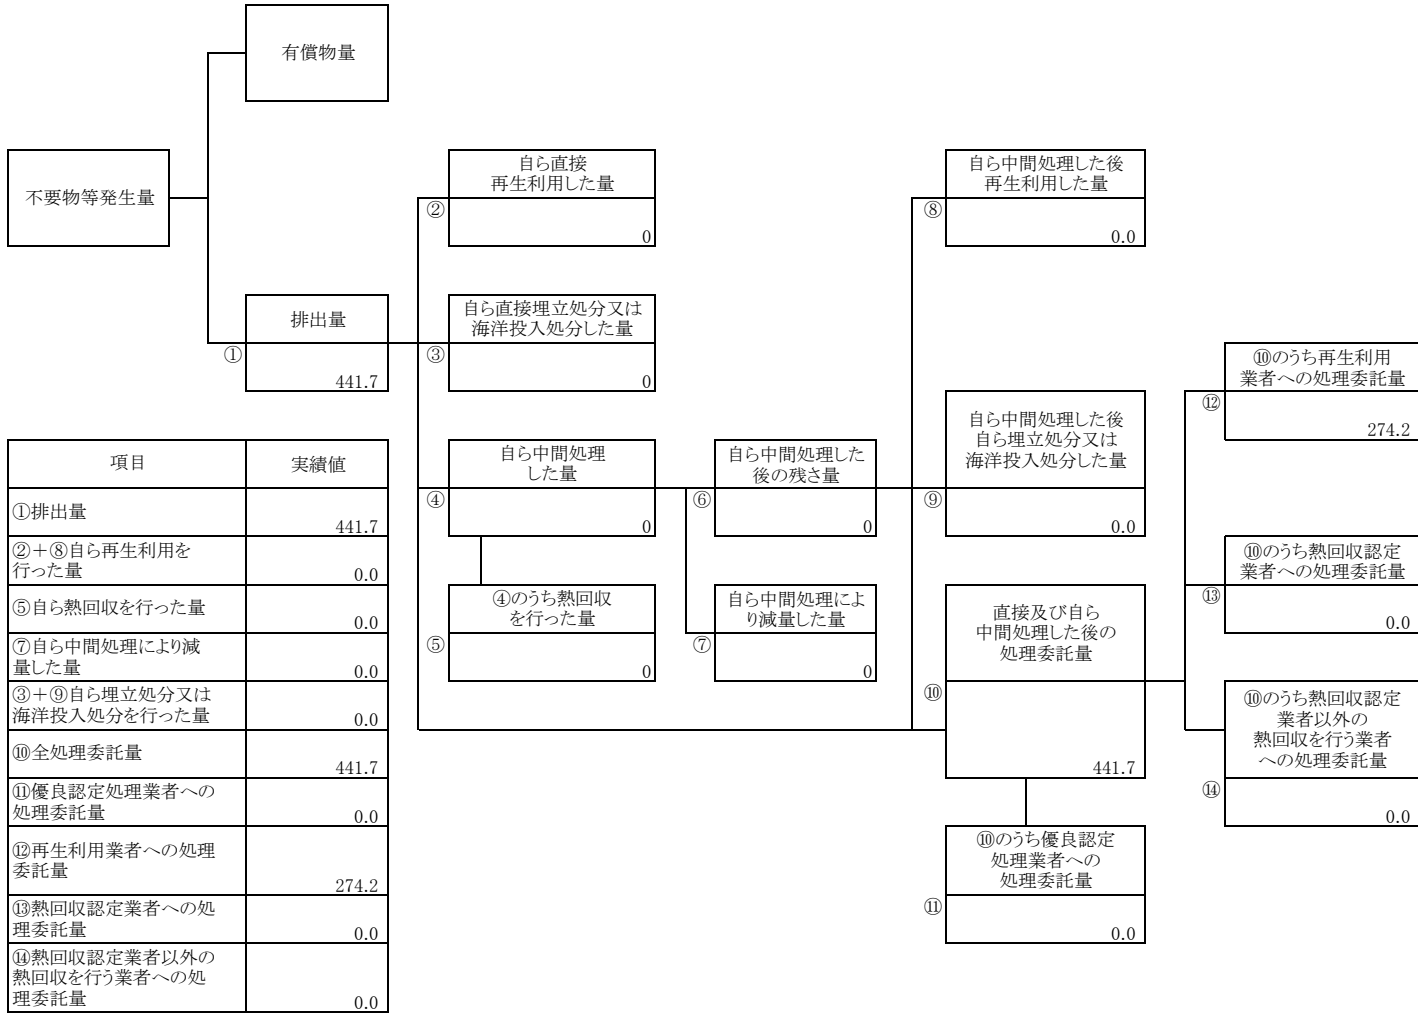 有償物量
不要物等発生量
自ら直接
再生利用した量
②
0
自ら中間処理した後
再生利用した量
⑧
0.0
排出量
①
441.7
自ら直接埋立処分又は
海洋投入処分した量
③
0
⑩のうち再生利用
業者への処理委託量
⑫
274.2
自ら中間処理
した量
④
0
自ら中間処理した
後の残さ量
⑥
0
自ら中間処理した後
自ら埋立処分又は
海洋投入処分した量
⑨
0.0
⑩のうち熱回収認定
業者への処理委託量
⑬
0.0
④のうち熱回収
を行った量
⑤
0
自ら中間処理によ
り減量した量
⑦
0
直接及び自ら
中間処理した後の
処理委託量
⑩
441.7
⑩のうち熱回収認定
業者以外の
熱回収を行う業者
への処理委託量
⑭
0.0
⑩のうち優良認定
処理業者への
処理委託量
⑪
0.0
項目
実績値
①排出量
441.7
②＋⑧自ら再生利用を
行った量
0.0
⑤自ら熱回収を行った量
0.0
⑦自ら中間処理により減
量した量
0.0
③＋⑨自ら埋立処分又は
海洋投入処分を行った量
0.0
⑩全処理委託量
441.7
⑪優良認定処理業者への
処理委託量
0.0
⑫再生利用業者への処理
委託量
274.2
⑬熱回収認定業者への処
理委託量
0.0
⑭熱回収認定業者以外の
熱回収を行う業者への処
理委託量
0.0